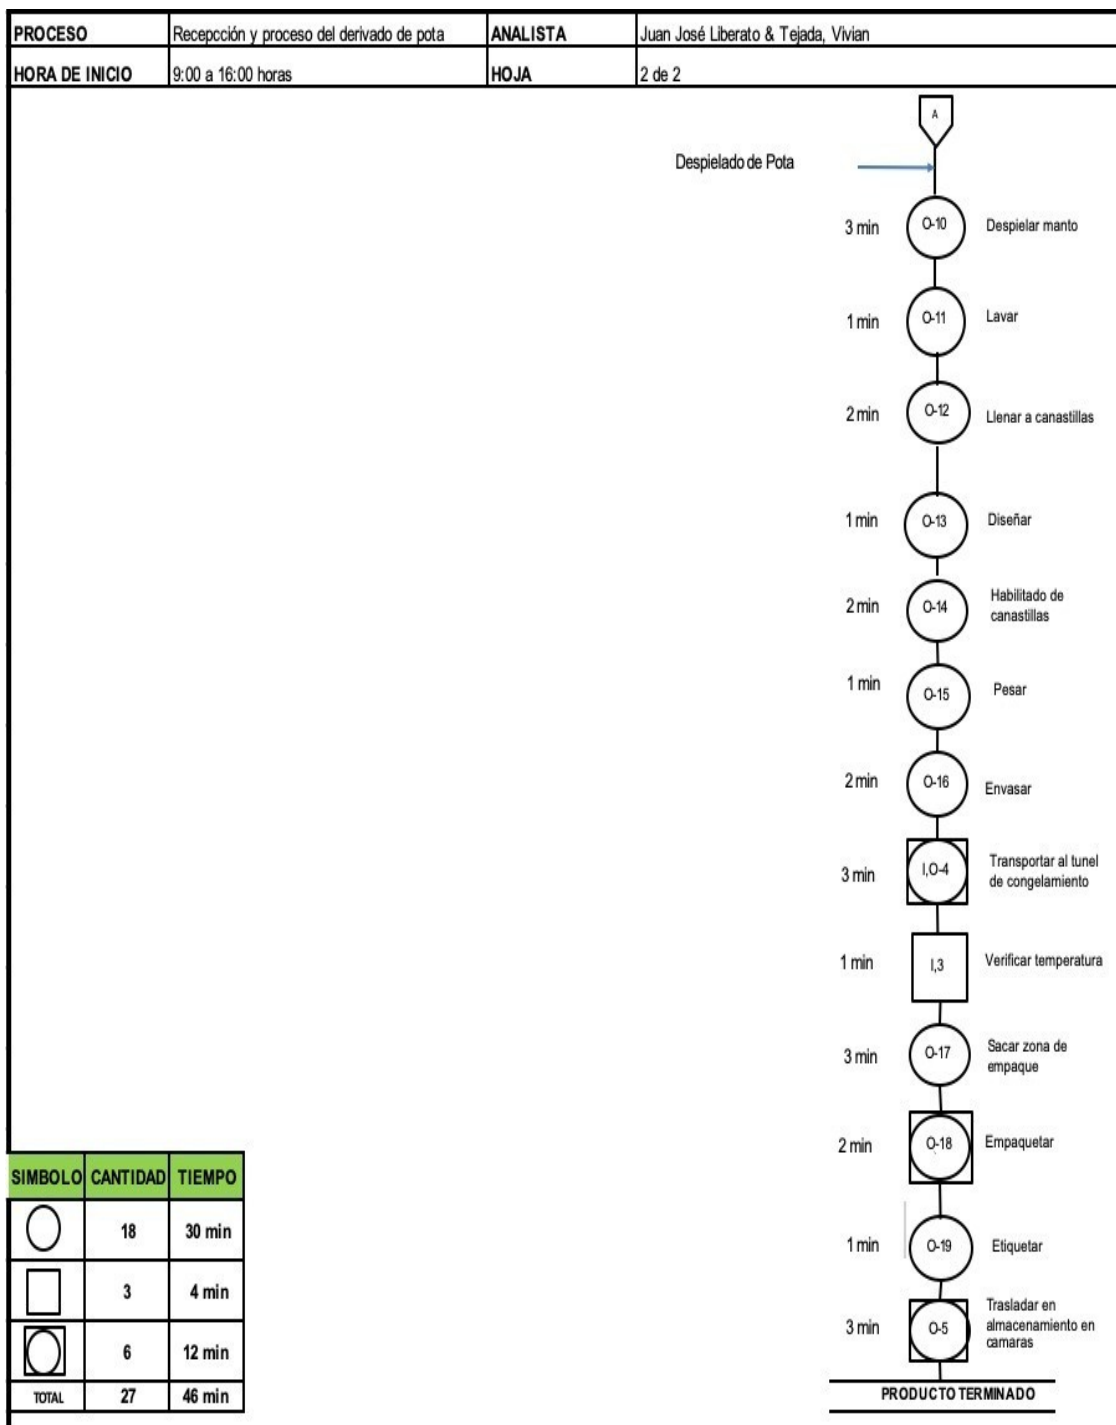 PROCESO Recepcción y proceso del derivado de pota ANALISTA Juan José Liberato & Tejada, Vivian
HORA DE INICIO 9:00 a 16:00 horas HOJA 2 de 2
A
Despielado de Pota
3 min O-10 Despielar manto
1 min O-11 Lavar
2 min O-12 Llenar a canastillas
1 min O-13 Diseñar
2 min O-14 Habilitado de
canastillas
1 min O-15 Pesar
2 min O-16 Envasar
3 min I,O-4 Transportar al tunel
de congelamiento
1 min I,3 Verificar temperatura
3 min O-17 Sacar zona de
empaque
2 min O-18 Empaquetar
1 min O-19 Etiquetar
3 min O-5 Trasladar en
almacenamiento en
camaras
PRODUCTO TERMINADO
SIMBOLO CANTIDAD TIEMPO
18 30 min
3 4 min
6 12 min
TOTAL 27 46 min